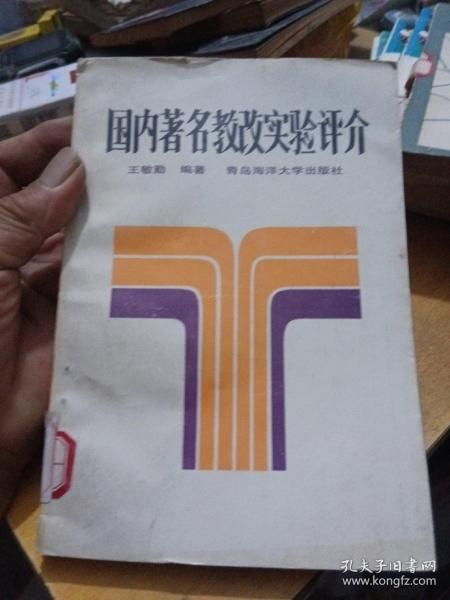 国内著名教改实验评介
王敏勤 编著 青岛海洋大学出版社
孔夫子旧书网
www.kongfz.com